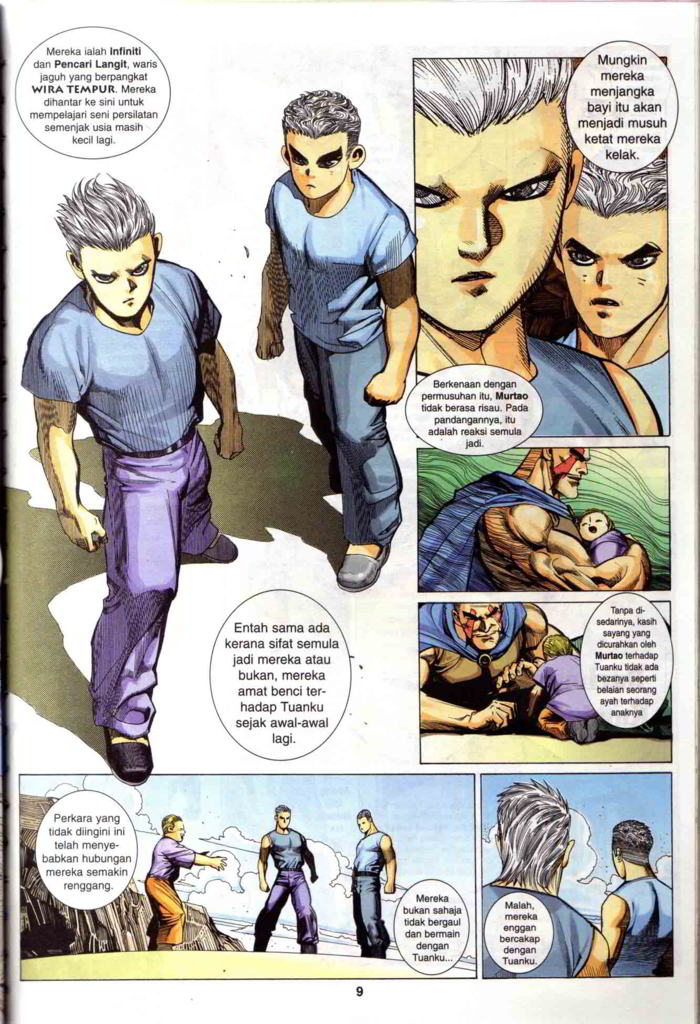 Mereka ialah Infiniti
dan Pencari Langit, waris
jaguh yang berpangkat
WIRA TEMPUR. Mereka
dihantar ke sini untuk
mempelajari seni persilatan
semenjak usia masih
kecil lagi.
Mungkin
mereka
menjangka
bayi itu akan
menjadi musuh
ketat mereka
kelak.
Berkenaan dengan
permusuhan itu, Murtao
tidak berasa risau. Pada
pandangannya, itu
adalah reaksi semula
jadi.
Entah sama ada
kerana sifat semula
jadi mereka atau
bukan, mereka
amat benci ter-
hadap Tuanku
sejak awal-awal
lagi.
Tanpa di-
sedarinya, kasih
sayang yang
dicurahkan oleh
Murtao terhadap
Tuanku tidak ada
bezanya seperti
belaian seorang
ayah terhadap
anaknya
Perkara yang
tidak diingini ini
telah menye-
babkan hubungan
mereka semakin
renggang.
Mereka
bukan sahaja
tidak bergaul
dan bermain
dengan
Tuanku...
Malah,
mereka
enggan
bercakap
dengan
Tuanku.
9